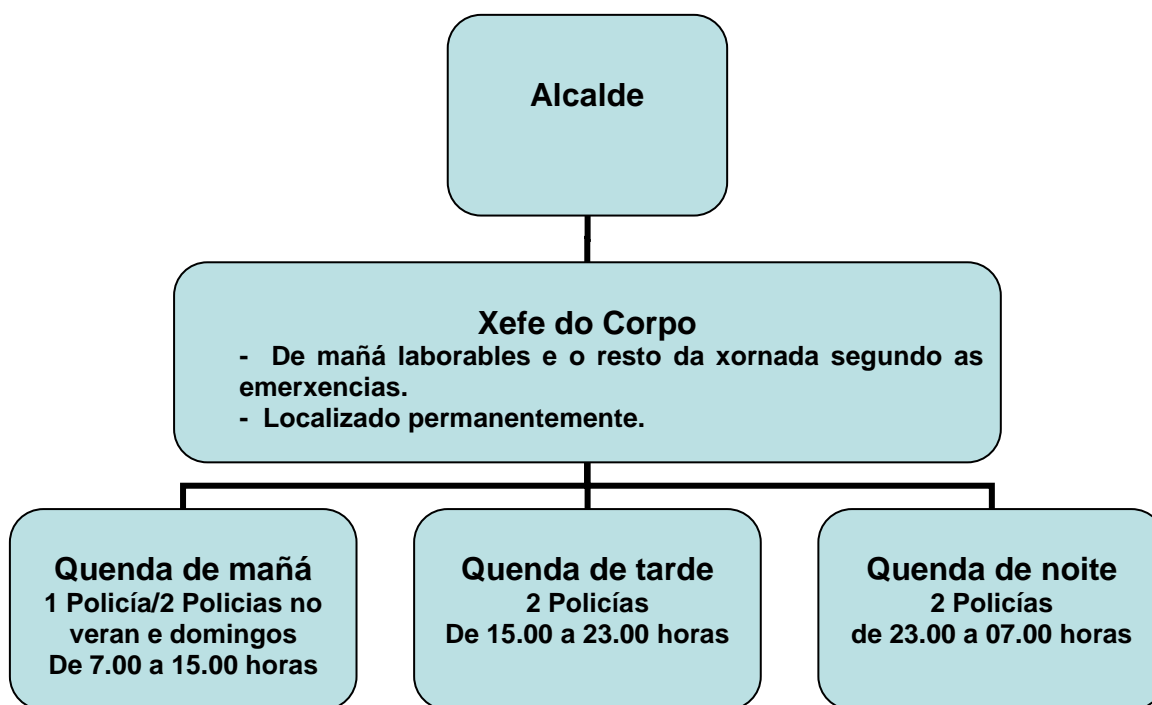 Alcalde
Xefe do Corpo
- De mañá laborables e o resto da xornada segundo as
emerxencias.
- Localizado permanentemente.
Quenda de mañá
1 Policía/2 Policias no
veran e domingos
De 7.00 a 15.00 horas
Quenda de tarde
2 Policías
De 15.00 a 23.00 horas
Quenda de noite
2 Policías
de 23.00 a 07.00 horas